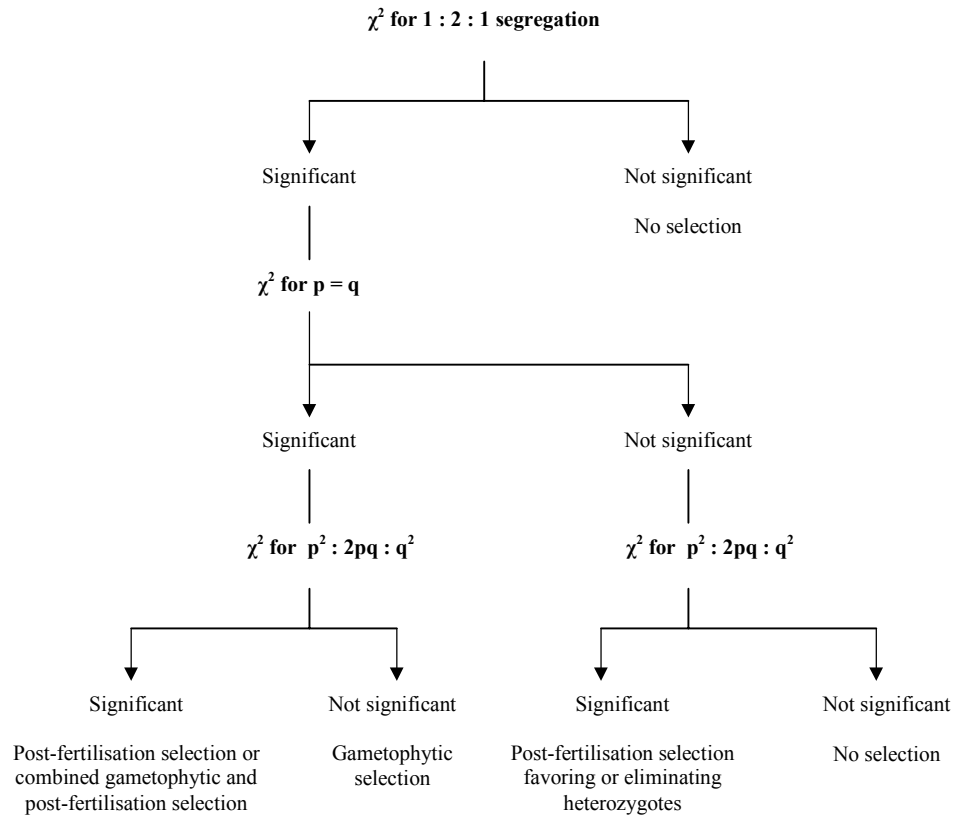 χ² for 1 : 2 : 1 segregation
Significant
Not significant
No selection
χ² for p = q
Significant
Not significant
χ² for p² : 2pq : q²
χ² for p² : 2pq : q²
Significant
Not significant
Significant
Not significant
Post-fertilisation selection or
combined gametophytic and
post-fertilisation selection
Gametophytic
selection
Post-fertilisation selection
favoring or eliminating
heterozygotes
No selection